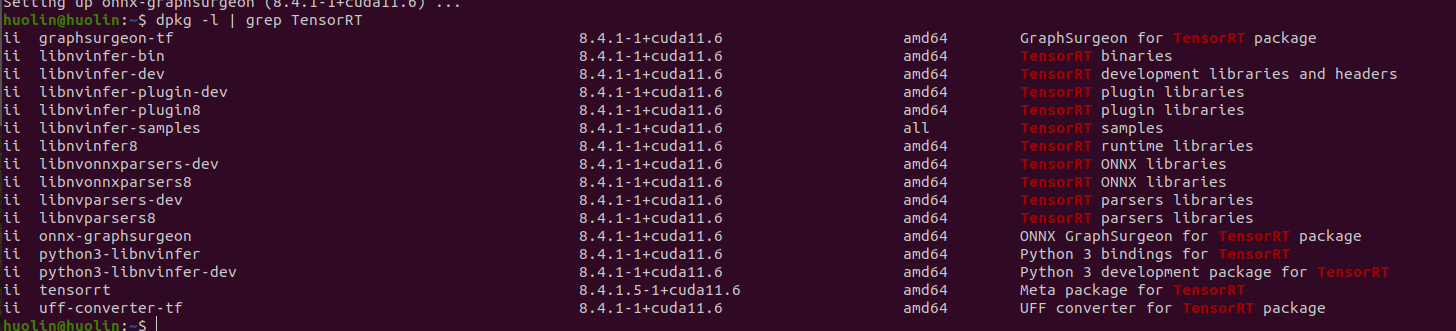 Setting up onnx-graphsurgeon (8.4.1-1+cuda11.6) ...
huolin@huolin:~$ dpkg -l | grep TensorRT
ii  graphsurgeon-tf  8.4.1-1+cuda11.6  amd64  GraphSurgeon for TensorRT package
ii  libnvinfer-bin  8.4.1-1+cuda11.6  amd64  TensorRT binaries
ii  libnvinfer-dev  8.4.1-1+cuda11.6  amd64  TensorRT development libraries and headers
ii  libnvinfer-plugin-dev  8.4.1-1+cuda11.6  amd64  TensorRT plugin libraries
ii  libnvinfer-plugin8  8.4.1-1+cuda11.6  amd64  TensorRT plugin libraries
ii  libnvinfer-samples  8.4.1-1+cuda11.6  all  TensorRT samples
ii  libnvinfer8  8.4.1-1+cuda11.6  amd64  TensorRT runtime libraries
ii  libnvonnxparsers-dev  8.4.1-1+cuda11.6  amd64  TensorRT ONNX libraries
ii  libnvonnxparsers8  8.4.1-1+cuda11.6  amd64  TensorRT ONNX libraries
ii  libnvparsers-dev  8.4.1-1+cuda11.6  amd64  TensorRT parsers libraries
ii  libnvparsers8  8.4.1-1+cuda11.6  amd64  TensorRT parsers libraries
ii  onnx-graphsurgeon  8.4.1-1+cuda11.6  amd64  ONNX GraphSurgeon for TensorRT package
ii  python3-libnvinfer  8.4.1-1+cuda11.6  amd64  Python 3 bindings for TensorRT
ii  python3-libnvinfer-dev  8.4.1-1+cuda11.6  amd64  Python 3 development package for TensorRT
ii  tensorrt  8.4.1.5-1+cuda11.6  amd64  Meta package for TensorRT
ii  uff-converter-tf  8.4.1-1+cuda11.6  amd64  UFF converter for TensorRT package
huolin@huolin:~$